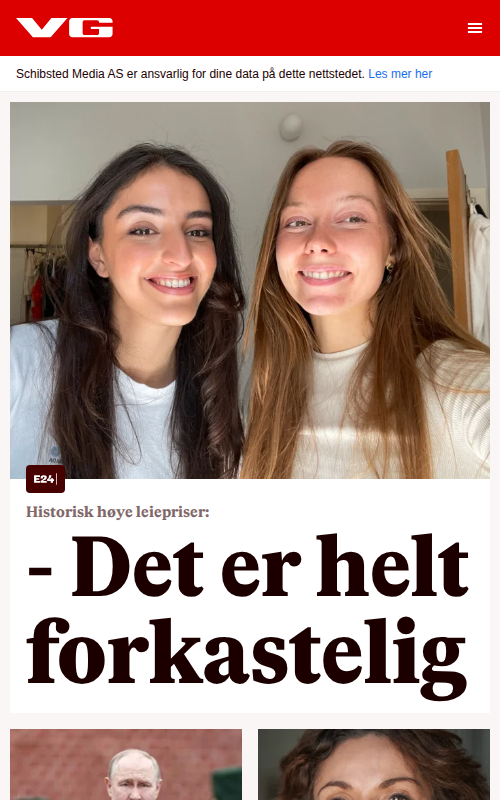 VG
Schibsted Media AS er ansvarlig for dine data på dette nettstedet. Les mer her
E24
Historisk høye leiepriser:
- Det er helt
forkastelig